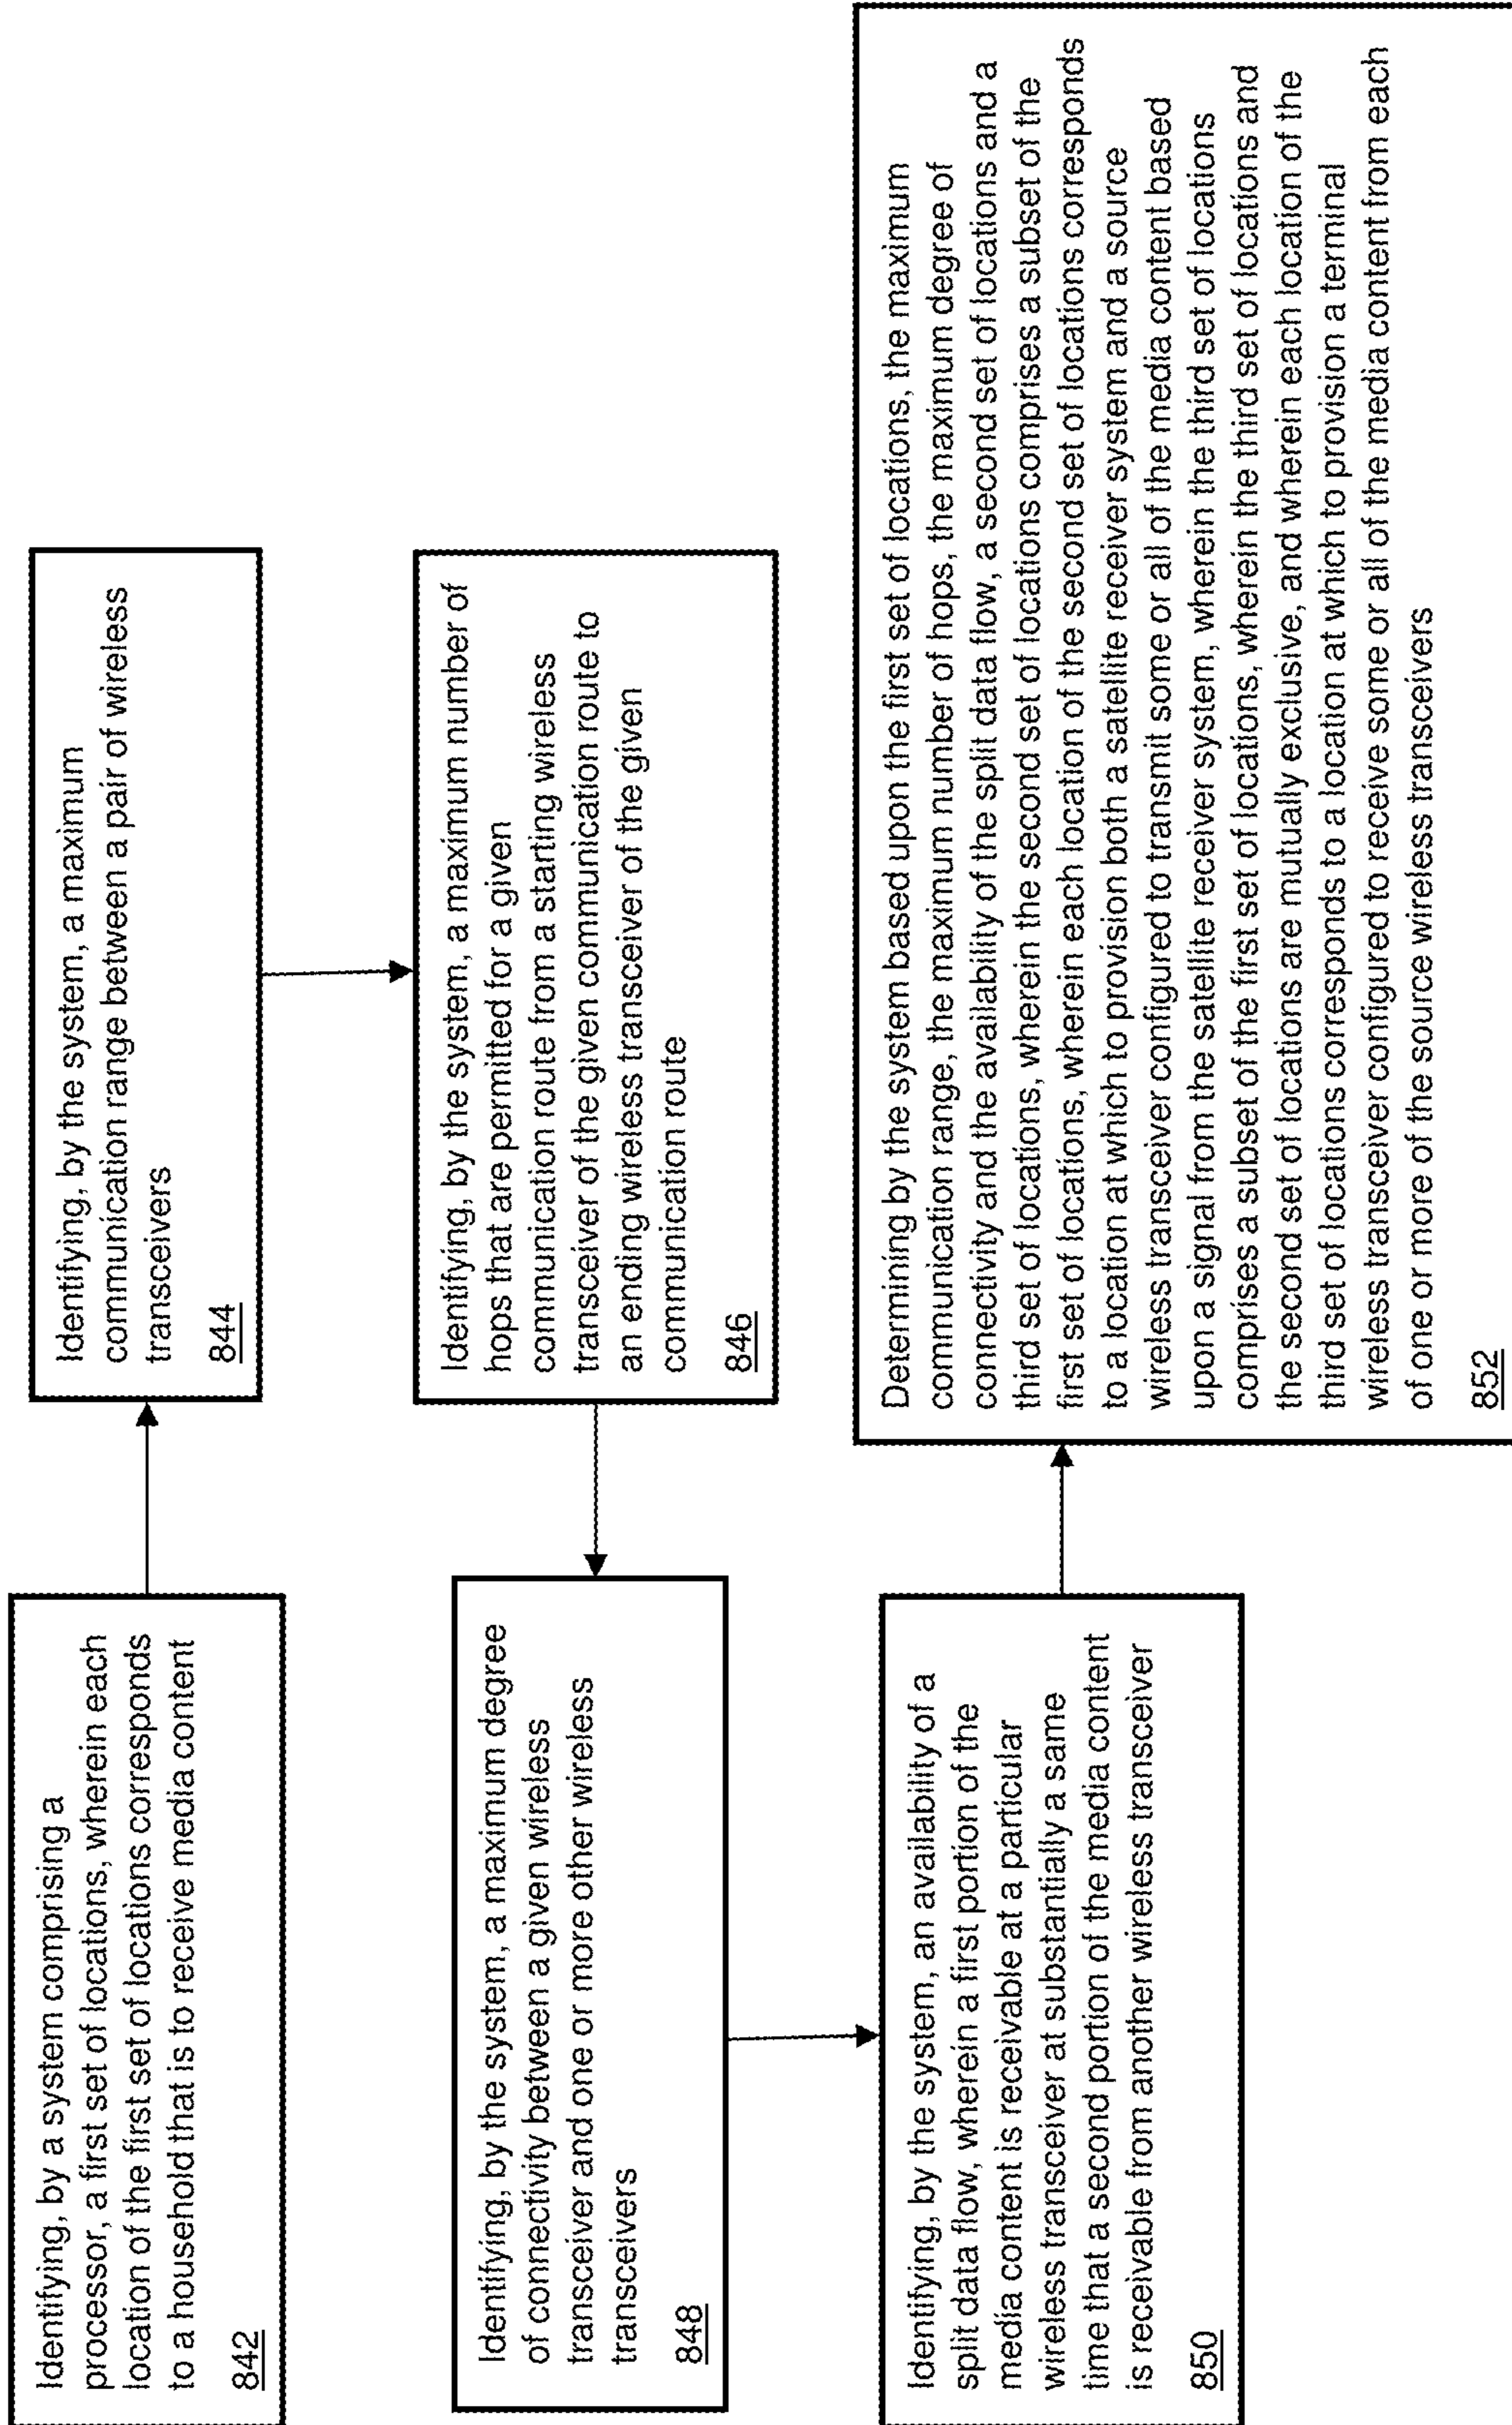 Identifying, by a system comprising a
processor, a first set of locations, wherein each
location of the first set of locations corresponds
to a household that is to receive media content
842
Identifying, by the system, a maximum
communication range between a pair of wireless
transceivers
844
Identifying, by the system, a maximum number of
hops that are permitted for a given
communication route from a starting wireless
transceiver of the given communication route to
an ending wireless transceiver of the given
communication route
846
Identifying, by the system, a maximum degree
of connectivity between a given wireless
transceiver and one or more other wireless
transceivers
848
Identifying, by the system, an availability of a
split data flow, wherein a first portion of the
media content is receivable at a particular
wireless transceiver at substantially a same
time that a second portion of the media content
is receivable from another wireless transceiver
850
Determining by the system based upon the first set of locations, the maximum
communication range, the maximum number of hops, the maximum degree of
connectivity and the availability of the split data flow, a second set of locations and a
third set of locations, wherein the second set of locations comprises a subset of the
first set of locations, wherein each location of the second set of locations corresponds
to a location at which to provision both a satellite receiver system and a source
wireless transceiver configured to transmit some or all of the media content based
upon a signal from the satellite receiver system, wherein the third set of locations
comprises a subset of the first set of locations, wherein the third set of locations and
the second set of locations are mutually exclusive, and wherein each location of the
third set of locations corresponds to a location at which to provision a terminal
wireless transceiver configured to receive some or all of the media content from each
of one or more of the source wireless transceivers
852